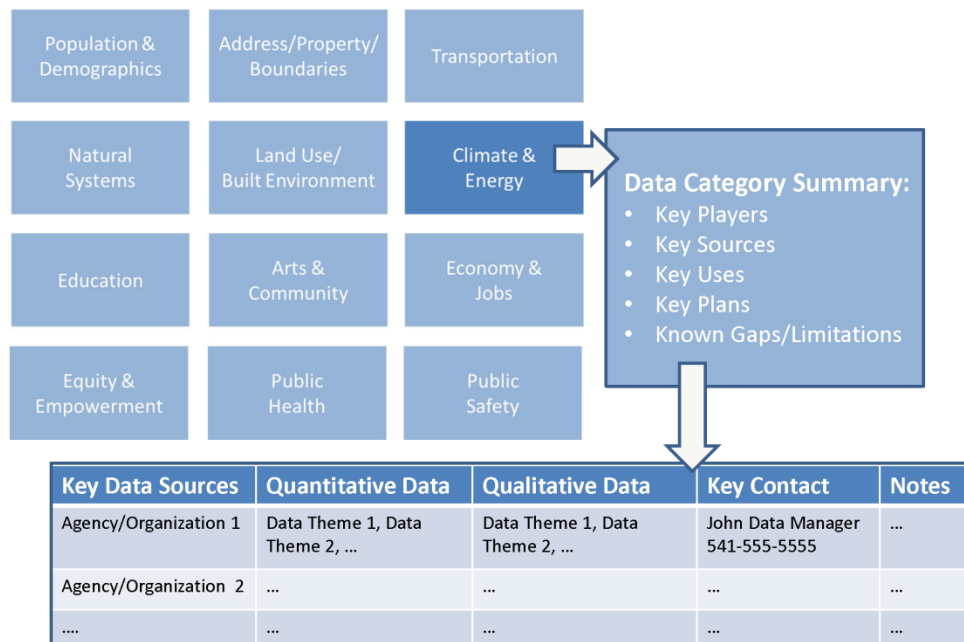 Population &
Demographics
Address/Property/
Boundaries
Transportation
Natural
Systems
Land Use/
Built Environment
Climate &
Energy
Data Category Summary:
• Key Players
• Key Sources
• Key Uses
• Key Plans
• Known Gaps/Limitations
Education
Arts &
Community
Economy &
Jobs
Equity &
Empowerment
Public
Health
Public
Safety
Key Data Sources Quantitative Data Qualitative Data Key Contact Notes
Agency/Organization 1 Data Theme 1, Data Data Theme 1, Data John Data Manager ...
Theme 2, ... Theme 2, ... 541-555-5555
Agency/Organization 2 ... ... ... ...
.... ... ... ... ...